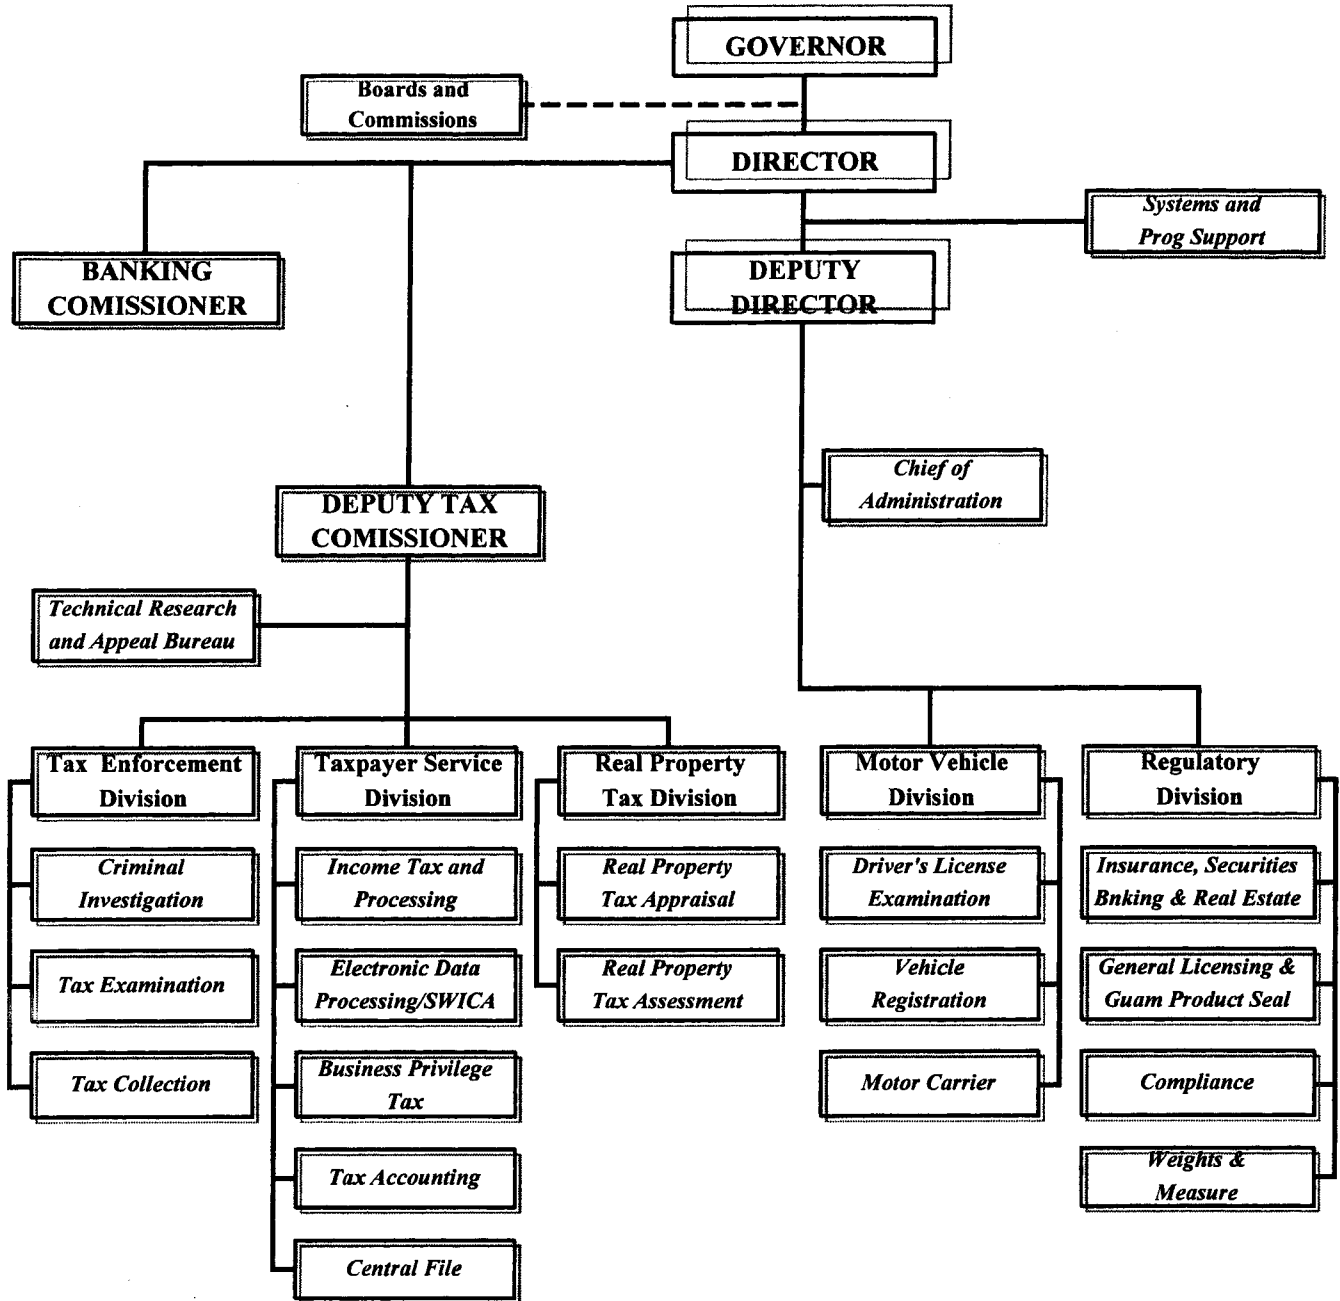 GOVERNOR
Boards and
Commissions
DIRECTOR
Systems and
Prog Support
BANKING
COMISSIONER
DEPUTY
DIRECTOR
Chief of
Administration
DEPUTY TAX
COMISSIONER
Technical Research
and Appeal Bureau
Tax Enforcement
Division
Criminal
Investigation
Tax Examination
Tax Collection
Taxpayer Service
Division
Income Tax and
Processing
Electronic Data
Processing/SWICA
Business Privilege
Tax
Tax Accounting
Central File
Real Property
Tax Division
Real Property
Tax Appraisal
Real Property
Tax Assessment
Motor Vehicle
Division
Driver's License
Examination
Vehicle
Registration
Motor Carrier
Regulatory
Division
Insurance, Securities
Bnking & Real Estate
General Licensing &
Guam Product Seal
Compliance
Weights &
Measure